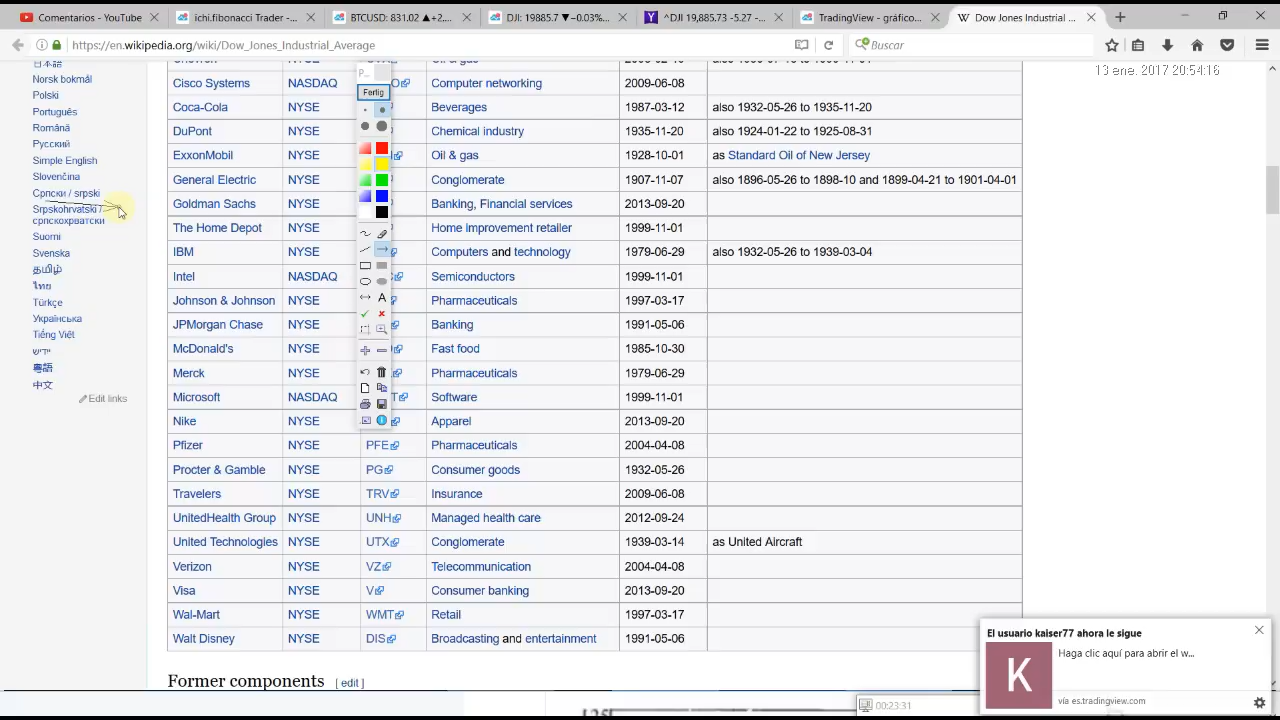 Comentarios - YouTube
ichi.fibonacci Trader -
BTCUSD 831.02 ▲+2,
DJI: 19885.7 ▼−0.03%
^DJI 19,885.73 -5.27 -
TradingView - gráfico
Dow Jones Industrial
https://en.wikipedia.org/wiki/Dow_Jones_Industrial_Average
Buscar
13 ene. 2017 20:54:16
日本語
Norsk bokmål
Polski
Português
Română
Русский
Simple English
Slovenčina
Српски / srpski
Srpskohrvatski /
српскохрватски
Suomi
Svenska
தமிழ்
ไทย
Türkçe
Українська
Tiếng Việt
ייִדיש
粵語
中文
Edit links
Fertig
A
Cisco Systems NASDAQ Computer networking 2009-06-08
Coca-Cola NYSE Beverages 1987-03-12 also 1932-05-26 to 1935-11-20
DuPont NYSE Chemical industry 1935-11-20 also 1924-01-22 to 1925-08-31
ExxonMobil NYSE Oil & gas 1928-10-01 as Standard Oil of New Jersey
General Electric NYSE Conglomerate 1907-11-07 also 1896-05-26 to 1898-10 and 1899-04-21 to 1901-04-01
Goldman Sachs NYSE Banking, Financial services 2013-09-20
The Home Depot NYSE Home improvement retailer 1999-11-01
IBM NYSE Computers and technology 1979-06-29 also 1932-05-26 to 1939-03-04
Intel NASDAQ Semiconductors 1999-11-01
Johnson & Johnson NYSE Pharmaceuticals 1997-03-17
JPMorgan Chase NYSE Banking 1991-05-06
McDonald's NYSE Fast food 1985-10-30
Merck NYSE Pharmaceuticals 1979-06-29
Microsoft NASDAQ Software 1999-11-01
Nike NYSE Apparel 2013-09-20
Pfizer NYSE PFE Pharmaceuticals 2004-04-08
Procter & Gamble NYSE PG Consumer goods 1932-05-26
Travelers NYSE TRV Insurance 2009-06-08
UnitedHealth Group NYSE UNH Managed health care 2012-09-24
United Technologies NYSE UTX Conglomerate 1939-03-14 as United Aircraft
Verizon NYSE VZ Telecommunication 2004-04-08
Visa NYSE V Consumer banking 2013-09-20
Wal-Mart NYSE WMT Retail 1997-03-17
Walt Disney NYSE DIS Broadcasting and entertainment 1991-05-06
Former components [ edit ]
El usuario kaiser77 ahora le sigue
K
Haga clic aquí para abrir el w...
vía es.tradingview.com
00:23:31